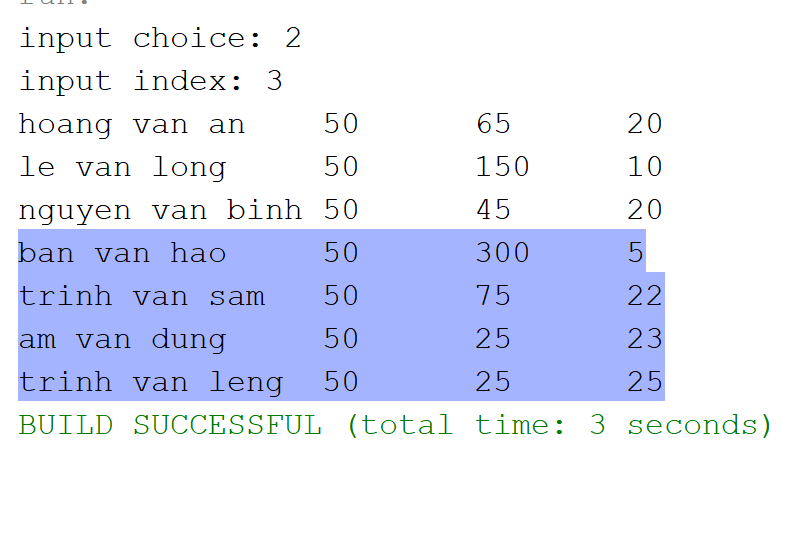 input choice: 2
input index: 3
hoang van an 50 65 20
le van long 50 150 10
nguyen van binh 50 45 20
ban van hao 50 300 5
trinh van sam 50 75 22
am van dung 50 25 23
trinh van leng 50 25 25
BUILD SUCCESSFUL (total time: 3 seconds)